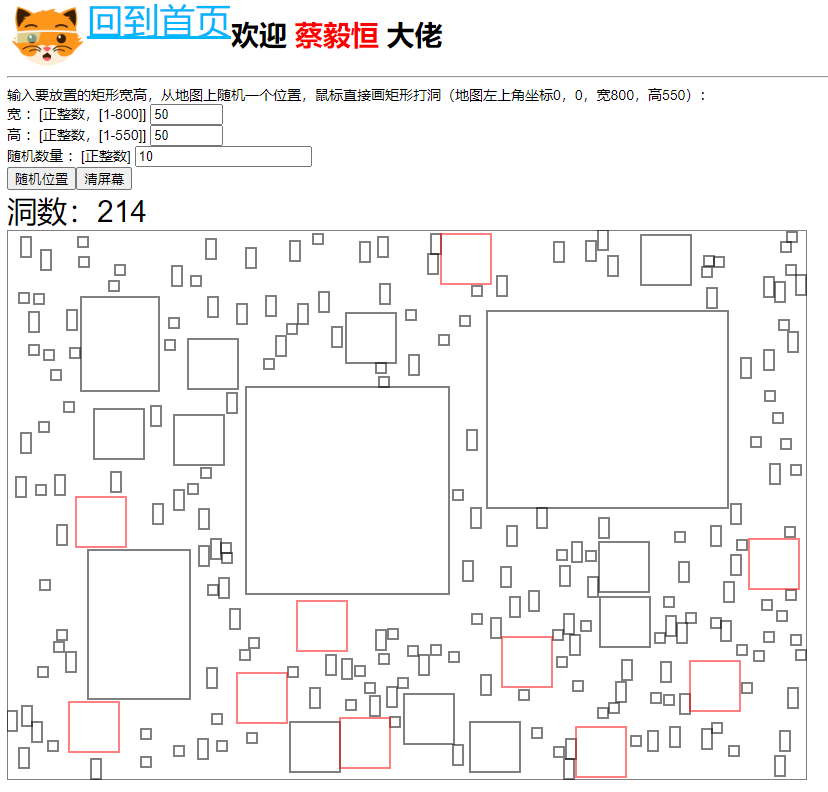 回到首页欢迎 蔡毅恒 大佬
输入要放置的矩形宽高，从地图上随机一个位置，鼠标直接画矩形打洞（地图左上角坐标0，0，宽800，高550）：
宽： [正整数，[1-800]] 50
高： [正整数，[1-550]] 50
随机数量： [正整数] 10
随机位置 清屏幕
洞数：214